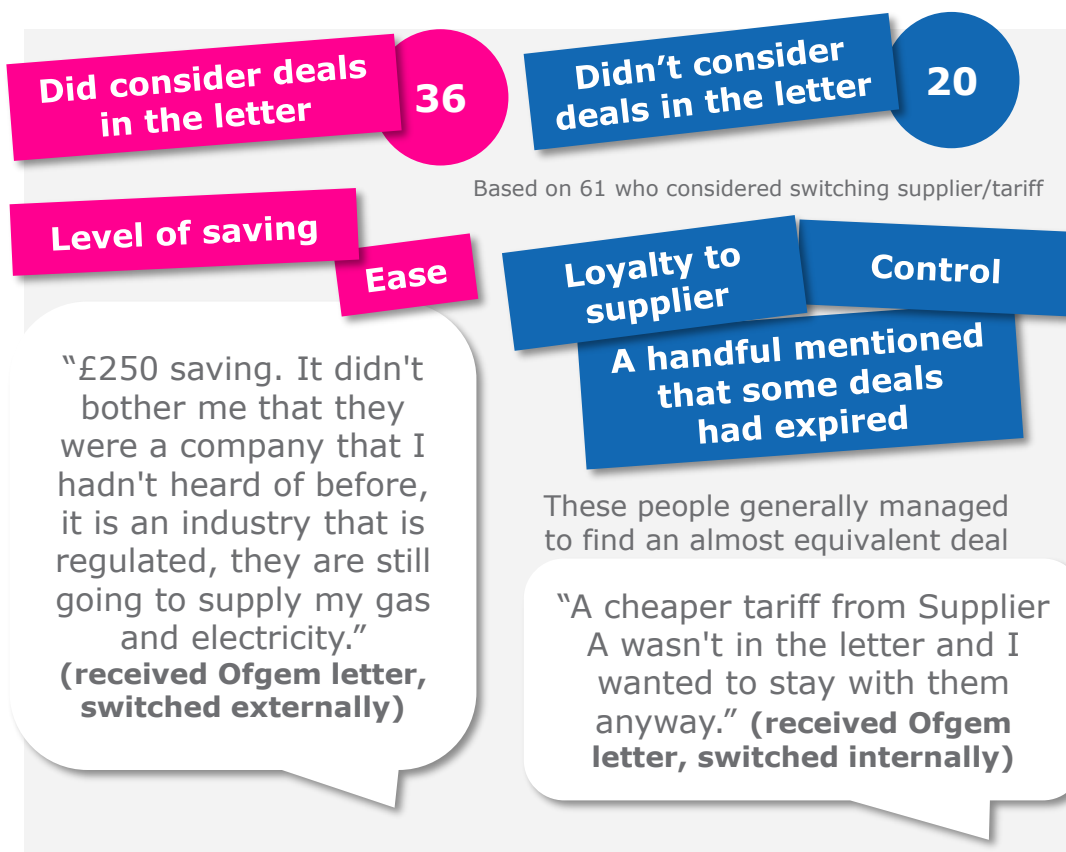 Did consider deals
in the letter
36
Didn't consider
deals in the letter
20
Based on 61 who considered switching supplier/tariff
Level of saving
Ease
Loyalty to
supplier
Control
A handful mentioned
that some deals
had expired
“£250 saving. It didn't
bother me that they
were a company that I
hadn't heard of before,
it is an industry that is
regulated, they are still
going to supply my gas
and electricity.”
(received Ofgem letter,
switched externally)
These people generally managed
to find an almost equivalent deal
“A cheaper tariff from Supplier
A wasn't in the letter and I
wanted to stay with them
anyway.” (received Ofgem
letter, switched internally)